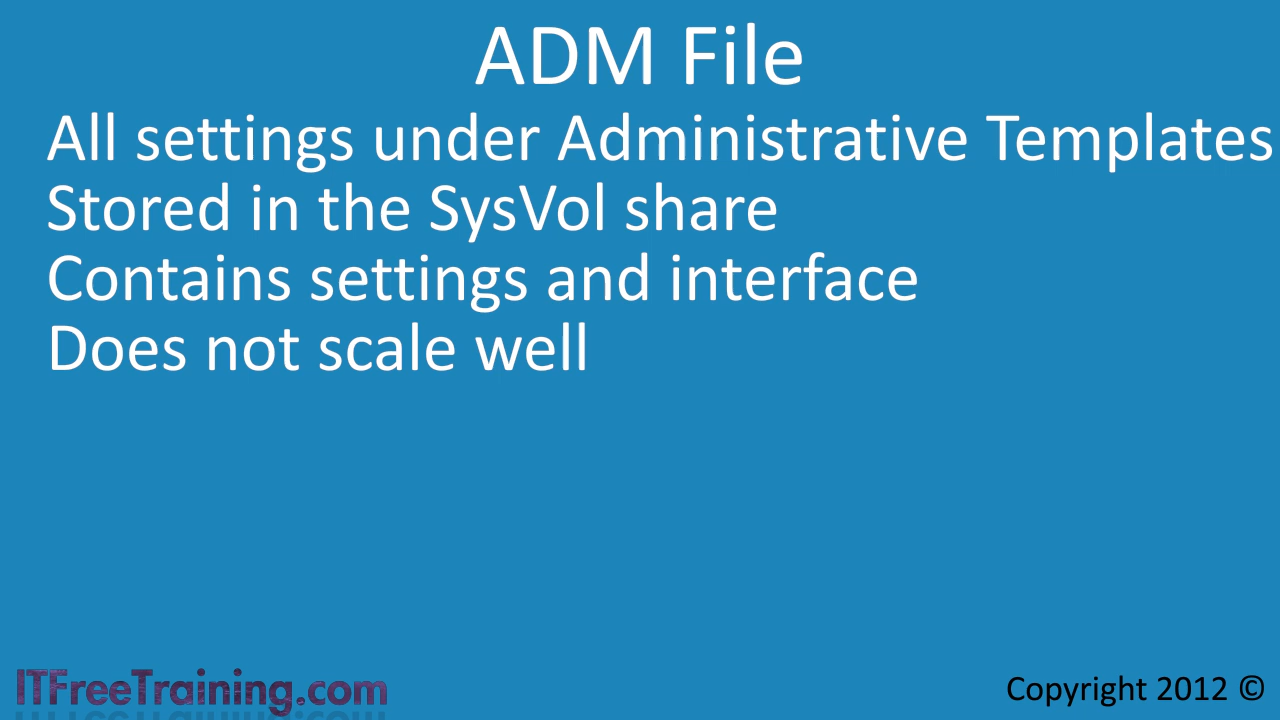 ADM File
All settings under Administrative Templates
Stored in the SysVol share
Contains settings and interface
Does not scale well
ITFreeTraining.com
Copyright 2012 ©